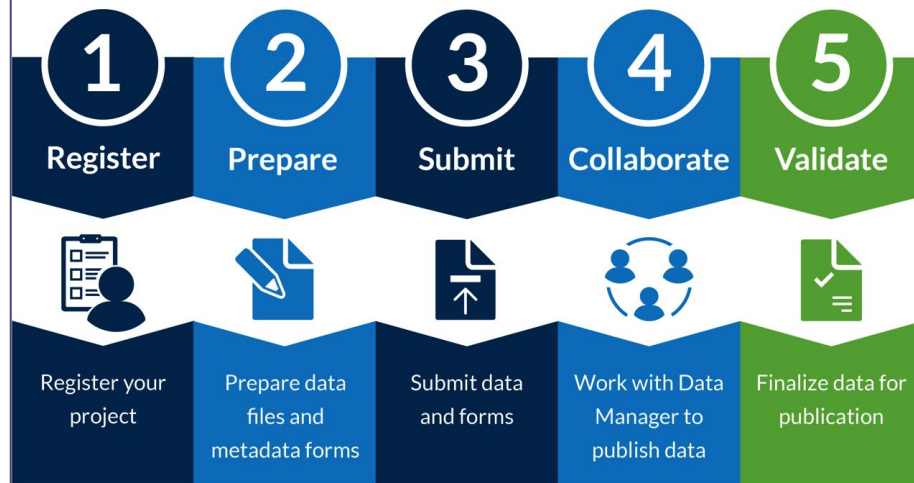 1
Register
Register your
project
2
Prepare
Prepare data
files and
metadata forms
3
Submit
Submit data
and forms
4
Collaborate
Work with Data
Manager to
publish data
5
Validate
Finalize data for
publication